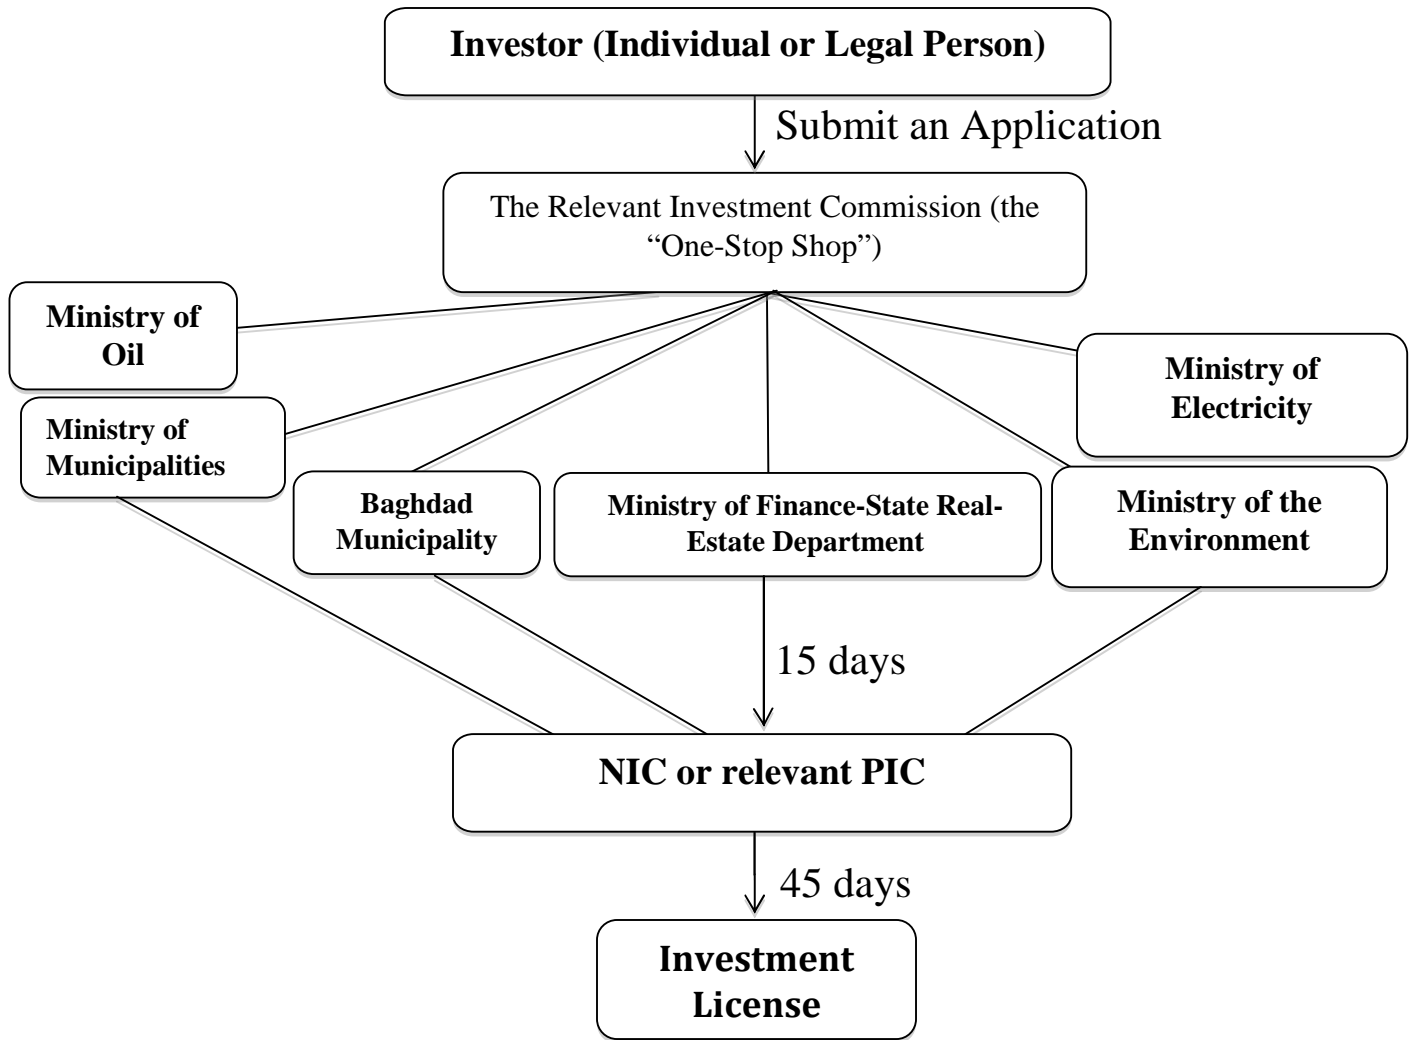 Investor (Individual or Legal Person)
Submit an Application
The Relevant Investment Commission (the
“One-Stop Shop”)
Ministry of
Oil
Ministry of
Electricity
Ministry of
Municipalities
Baghdad
Municipality
Ministry of Finance-State Real-
Estate Department
Ministry of the
Environment
15 days
NIC or relevant PIC
45 days
Investment
License